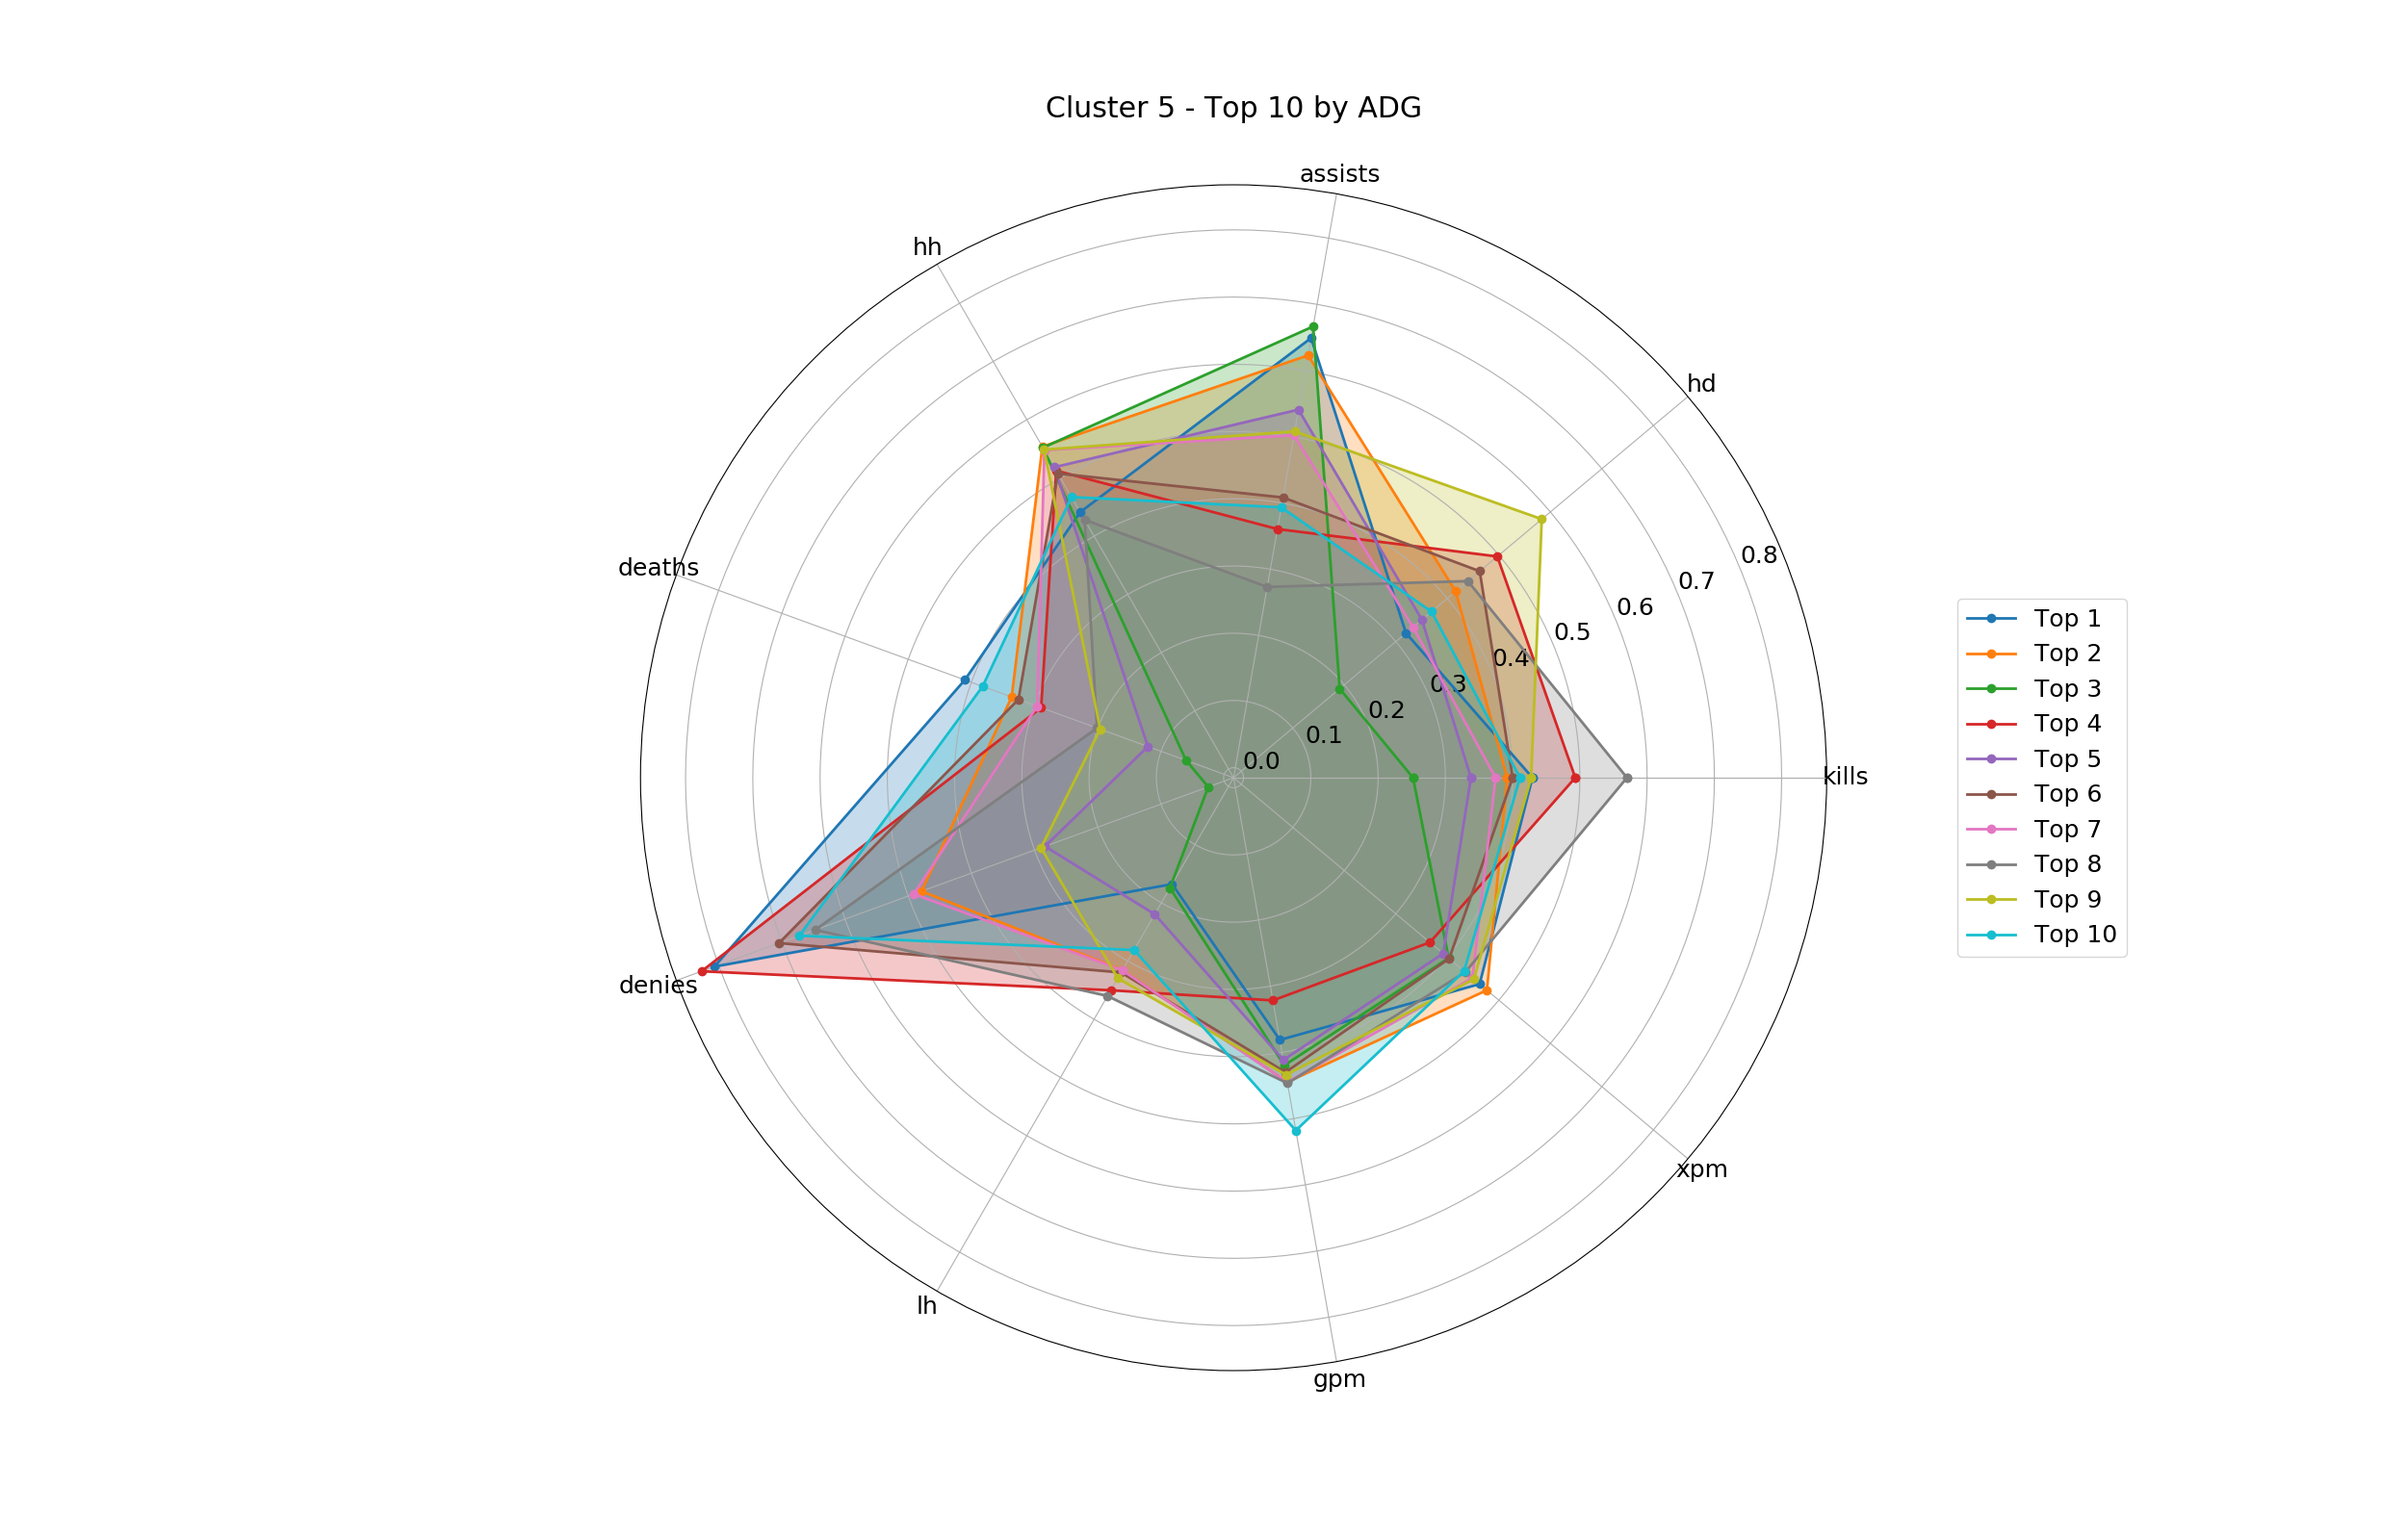 Cluster 5 - Top 10 by ADG
assists
hh
hd
deaths
kills
denies
lh
gpm
xpm
0.0
0.1
0.2
0.3
0.4
0.5
0.6
0.7
0.8
Top 1
Top 2
Top 3
Top 4
Top 5
Top 6
Top 7
Top 8
Top 9
Top 10